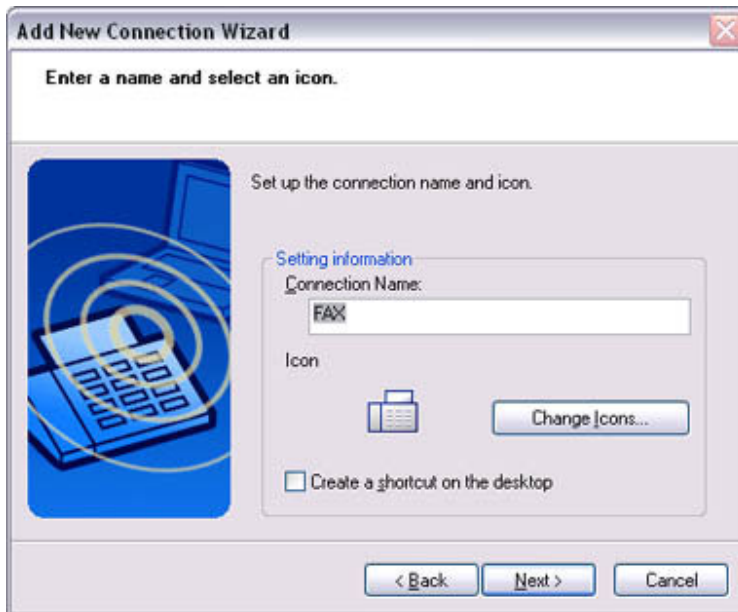 Add New Connection Wizard
Enter a name and select an icon.
Set up the connection name and icon.
Setting information
Connection Name:
FAX
Icon
Change Icons...
Create a shortcut on the desktop
< Back
Next >
Cancel